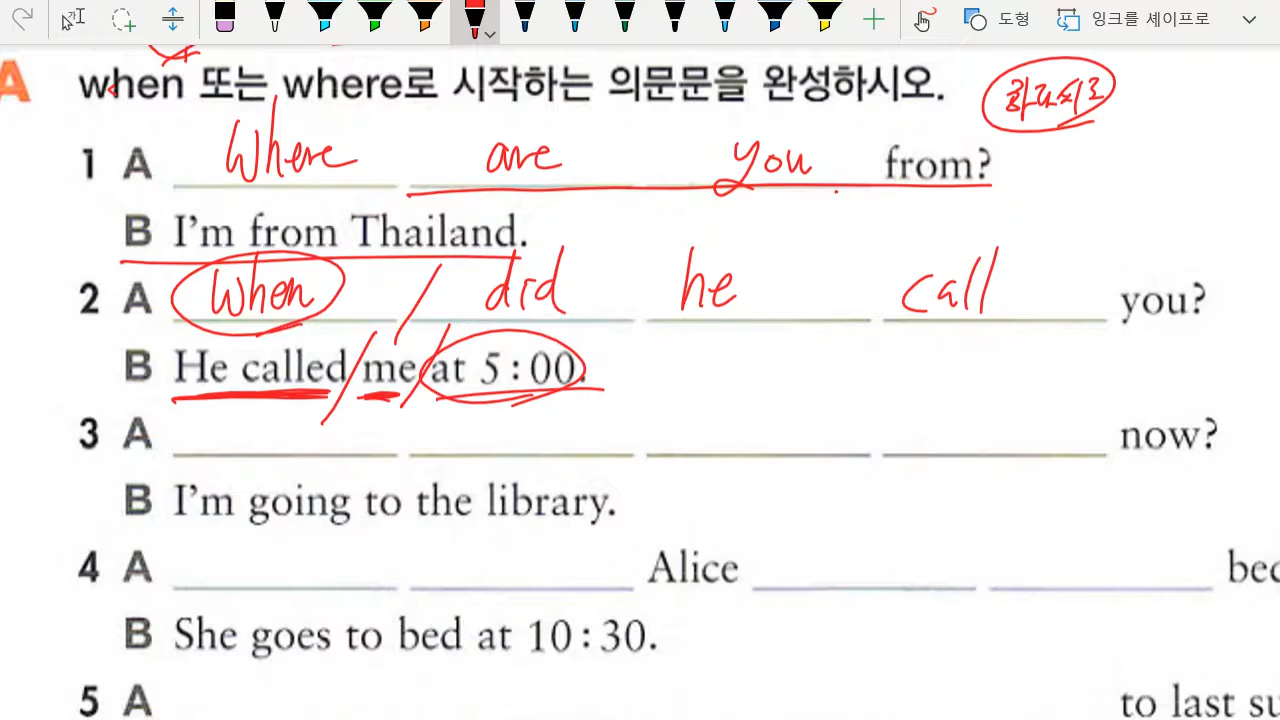 도형 잉크를 셰이프로
A when 또는 where로 시작하는 의문문을 완성하시오.
1 A Where are you from?
B I'm from Thailand.
2 A when did he call you?
B He called me at 5:00.
3 A now?
B I'm going to the library.
4 A Alice bed
B She goes to bed at 10:30.
5 A to last su